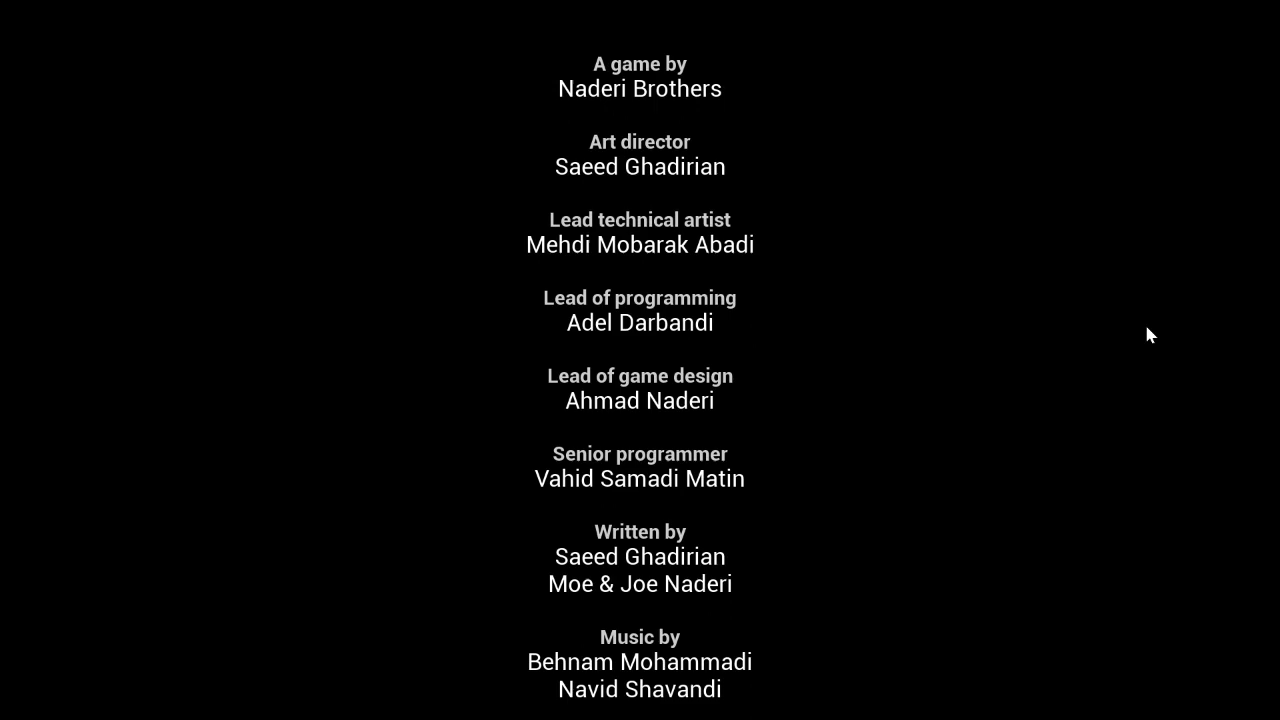 A game by
Naderi Brothers
Art director
Saeed Ghadirian
Lead technical artist
Mehdi Mobarak Abadi
Lead of programming
Adel Darbandi
Lead of game design
Ahmad Naderi
Senior programmer
Vahid Samadi Matin
Written by
Saeed Ghadirian
Moe & Joe Naderi
Music by
Behnam Mohammadi
Navid Shavandi